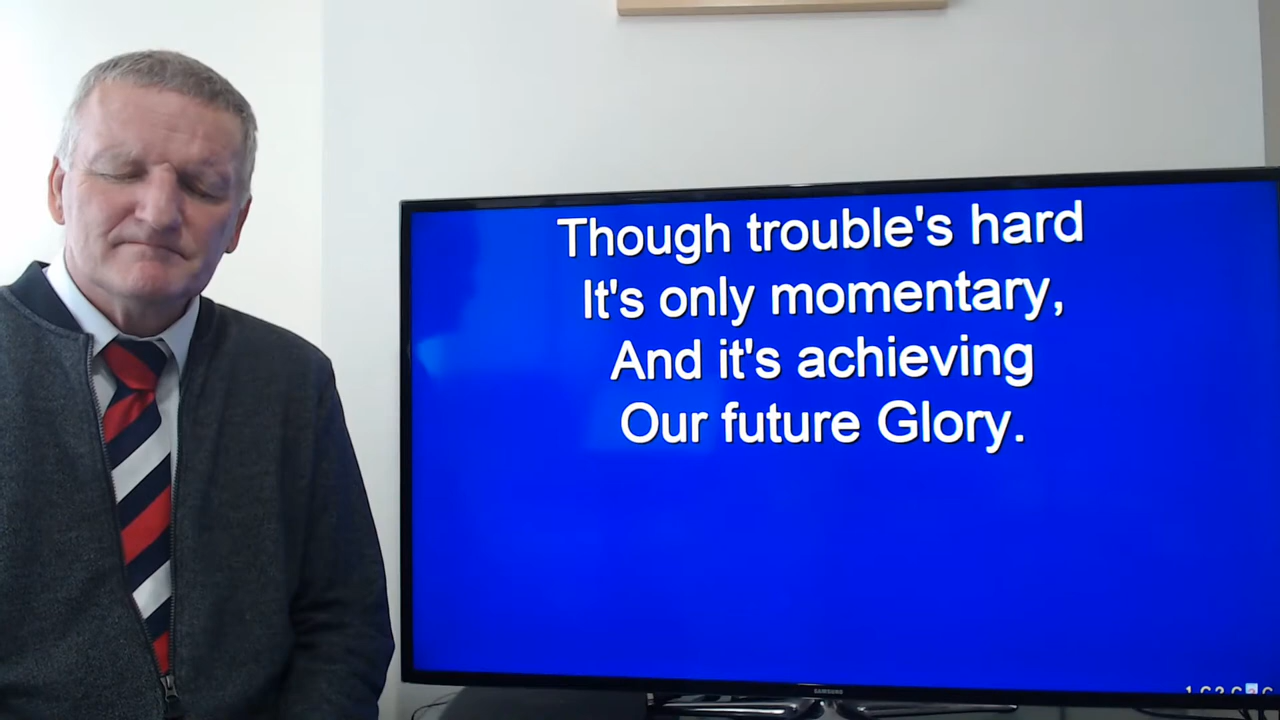 Though trouble's hard
It's only momentary,
And it's achieving
Our future Glory.
SAMSUNG